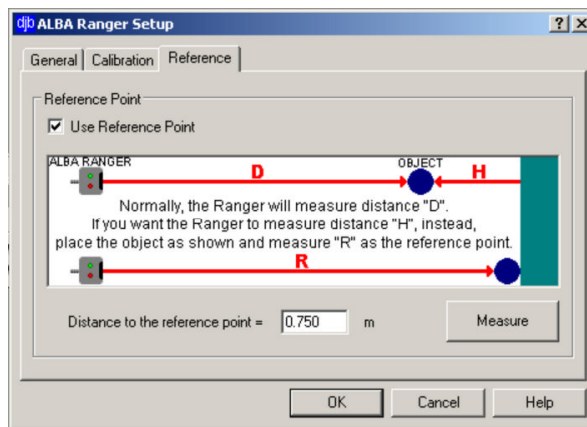 djb ALBA Ranger Setup
General Calibration Reference
Reference Point
Use Reference Point
ALBA RANGER OBJECT
D H
Normally, the Ranger will measure distance "D".
If you want the Ranger to measure distance "H", instead,
place the object as shown and measure "R" as the reference point.
R
Distance to the reference point = 0.750 m Measure
OK Cancel Help